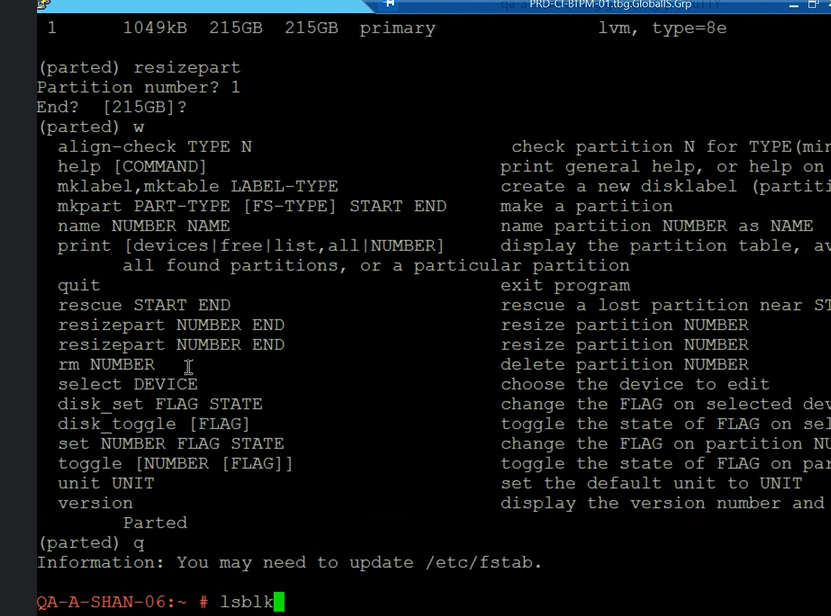 PRD-CI-BTPM-01.tbg.GlobalIS.Grp
1 1049kB 215GB 215GB primary lvm, type=8e
(parted) resizepart
Partition number? 1
End? [215GB]?
(parted) w
align-check TYPE N check partition N for TYPE(min
help [COMMAND] print general help, or help on
mklabel,mktable LABEL-TYPE create a new disklabel (partiti
mkpart PART-TYPE [FS-TYPE] START END make a partition
name NUMBER NAME name partition NUMBER as NAME
print [devices|free|list,all|NUMBER] display the partition table, av
all found partitions, or a particular partition
quit exit program
rescue START END rescue a lost partition near ST
resizepart NUMBER END resize partition NUMBER
resizepart NUMBER END resize partition NUMBER
rm NUMBER delete partition NUMBER
select DEVICE choose the device to edit
disk_set FLAG STATE change the FLAG on selected dev
disk_toggle [FLAG] toggle the state of FLAG on sel
set NUMBER FLAG STATE change the FLAG on partition NU
toggle [NUMBER [FLAG]] toggle the state of FLAG on par
unit UNIT set the default unit to UNIT
version display the version number and
Parted
(parted) q
Information: You may need to update /etc/fstab.
QA-A-SHAN-06:~ # lsblk